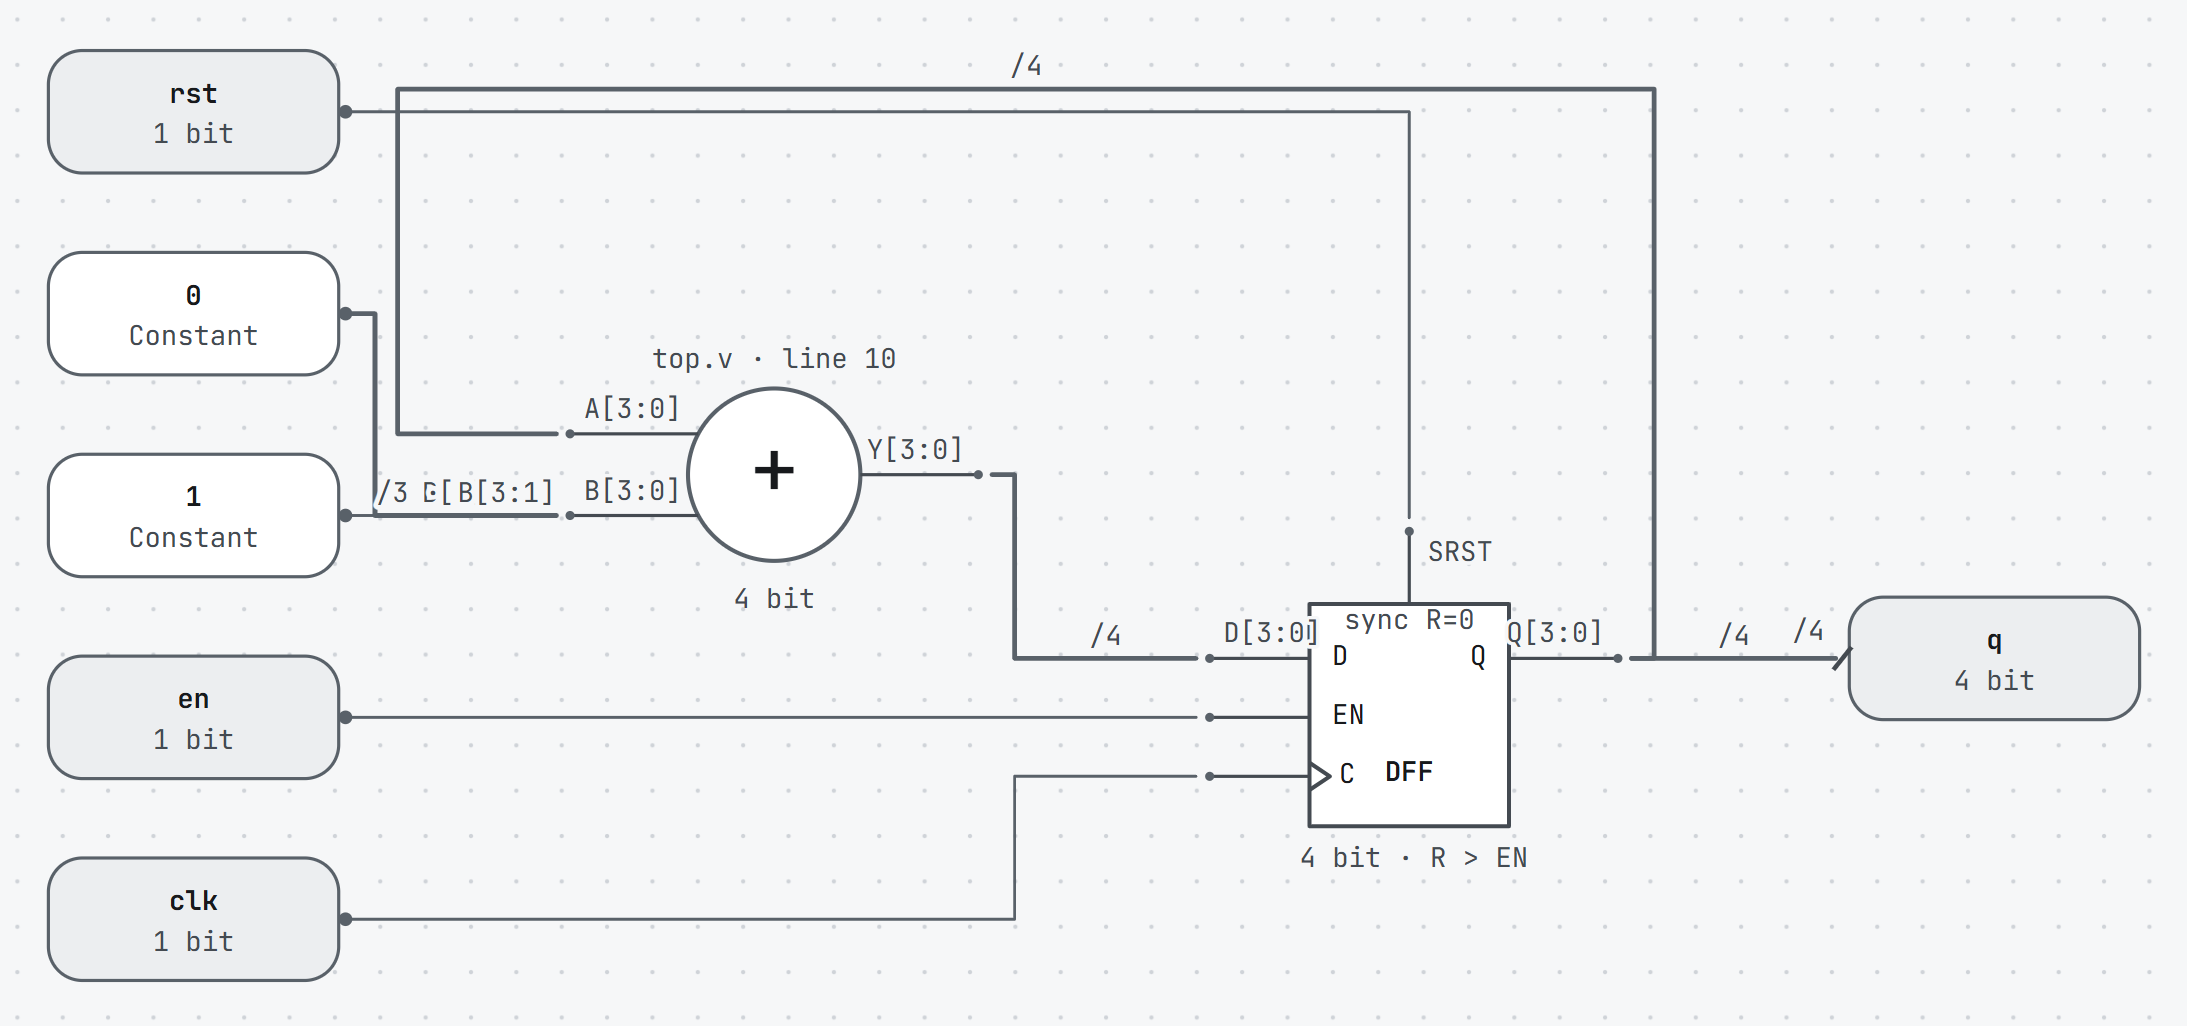 /4
rst
1 bit
0
Constant
top.v · line 10
A[3:0]
Y[3:0]
1
Constant
/3
B[3:1]
B[3:0]
+
4 bit
SRST
sync R=0
/4
D[3:0]
D
Q
Q[3:0]
/4
/4
q
4 bit
en
1 bit
EN
C
DFF
4 bit · R > EN
clk
1 bit